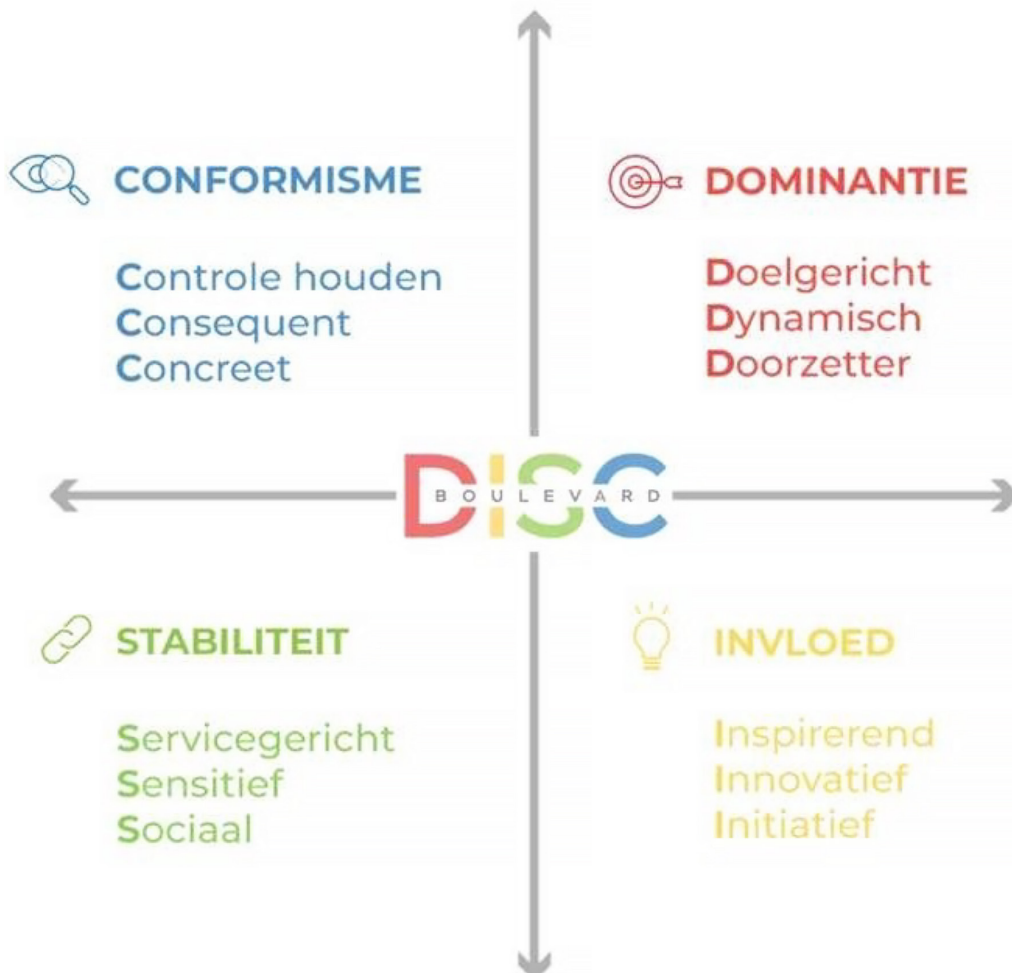 CONFORMISME
Controle houden
Consequent
Concreet
DOMINANTIE
Doelgericht
Dynamisch
Doorzetter
DISC
BOULEVARD
STABILITEIT
Servicegericht
Sensitief
Sociaal
INVLOED
Inspirerend
Innovatief
Initiatief